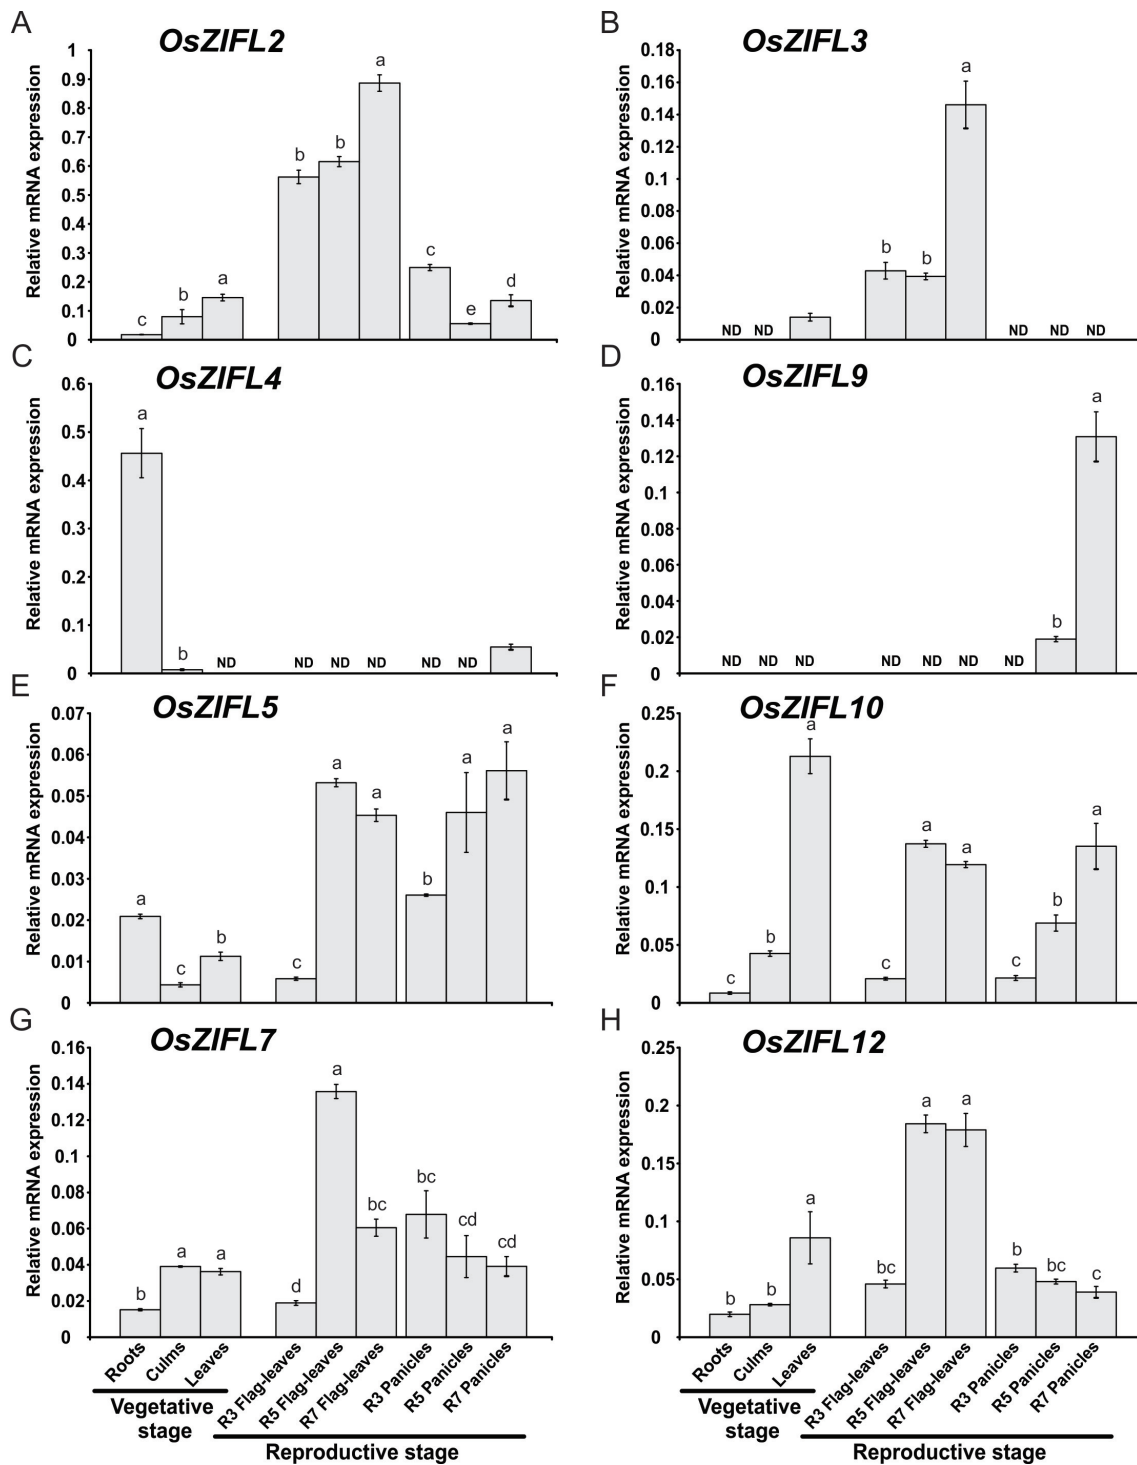 A
OsZIFL2
Relative mRNA expression
1
0.9
0.8
0.7
0.6
0.5
0.4
0.3
0.2
0.1
0
c
b
a
b
b
a
c
e
d
B
OsZIFL3
Relative mRNA expression
0.18
0.16
0.14
0.12
0.1
0.08
0.06
0.04
0.02
0
ND ND
b
b
a
ND ND ND
C
OsZIFL4
Relative mRNA expression
0.6
0.5
0.4
0.3
0.2
0.1
0
a
b
ND
ND ND ND
ND ND
D
OsZIFL9
Relative mRNA expression
0.16
0.14
0.12
0.1
0.08
0.06
0.04
0.02
0
ND ND ND
ND ND ND
ND
b
a
E
OsZIFL5
Relative mRNA expression
0.07
0.06
0.05
0.04
0.03
0.02
0.01
0
a
c
b
c
a
a
b
a
a
F
OsZIFL10
Relative mRNA expression
0.25
0.2
0.15
0.1
0.05
0
c
b
a
c
a
a
c
b
a
G
OsZIFL7
Relative mRNA expression
0.16
0.14
0.12
0.1
0.08
0.06
0.04
0.02
0
b
a
a
d
a
bc
bc
cd
cd
Roots
Culms
Leaves
R3 Flag-leaves
R5 Flag-leaves
R7 Flag-leaves
R3 Panicles
R5 Panicles
R7 Panicles
Vegetative
stage
Reproductive stage
H
OsZIFL12
Relative mRNA expression
0.25
0.2
0.15
0.1
0.05
0
b
b
a
bc
a
a
b
bc
c
Roots
Culms
Leaves
R3 Flag-leaves
R5 Flag-leaves
R7 Flag-leaves
R3 Panicles
R5 Panicles
R7 Panicles
Vegetative
stage
Reproductive stage